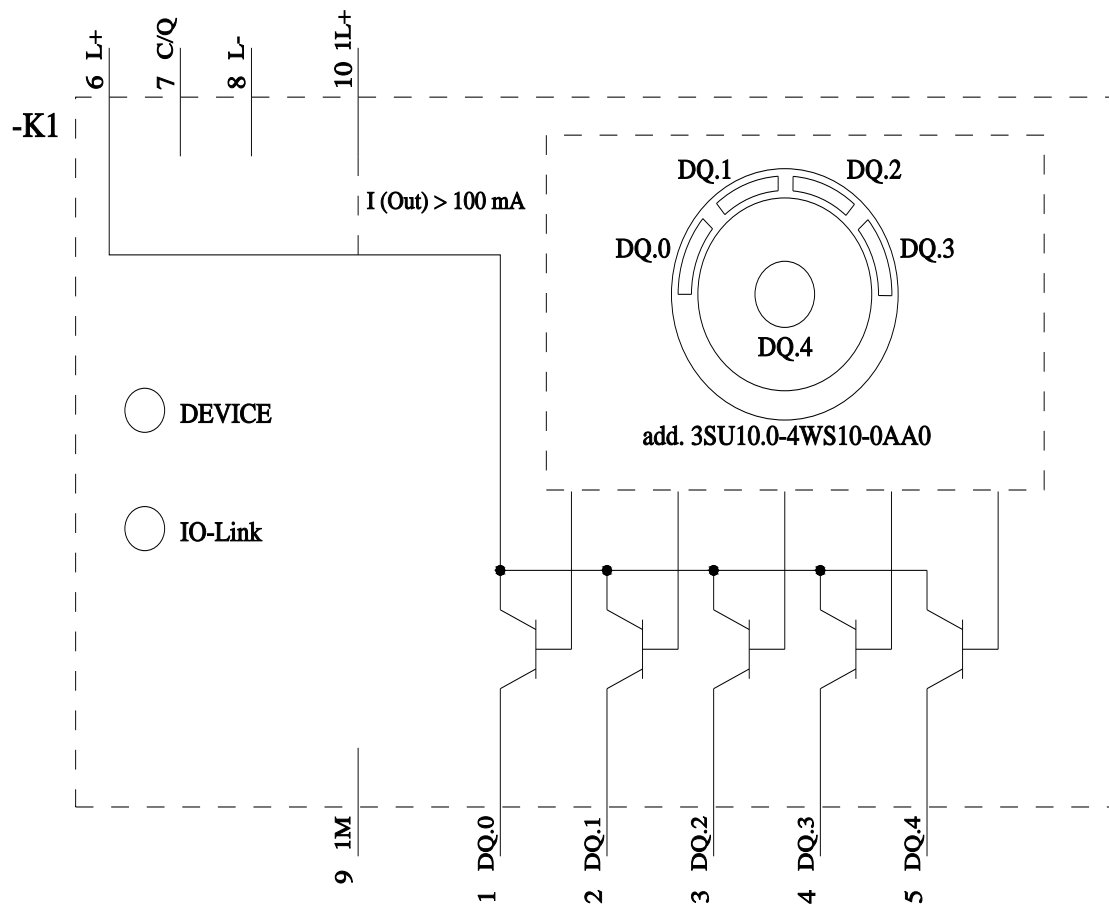 6 L+
7 C/Q
8 L-
10 1L+
-K1
I (Out) > 100 mA
DQ.1
DQ.2
DQ.0
DQ.3
DQ.4
add. 3SU10.0-4WS10-0AA0
DEVICE
IO-Link
9 1M
1 DQ.0
2 DQ.1
3 DQ.2
4 DQ.3
5 DQ.4